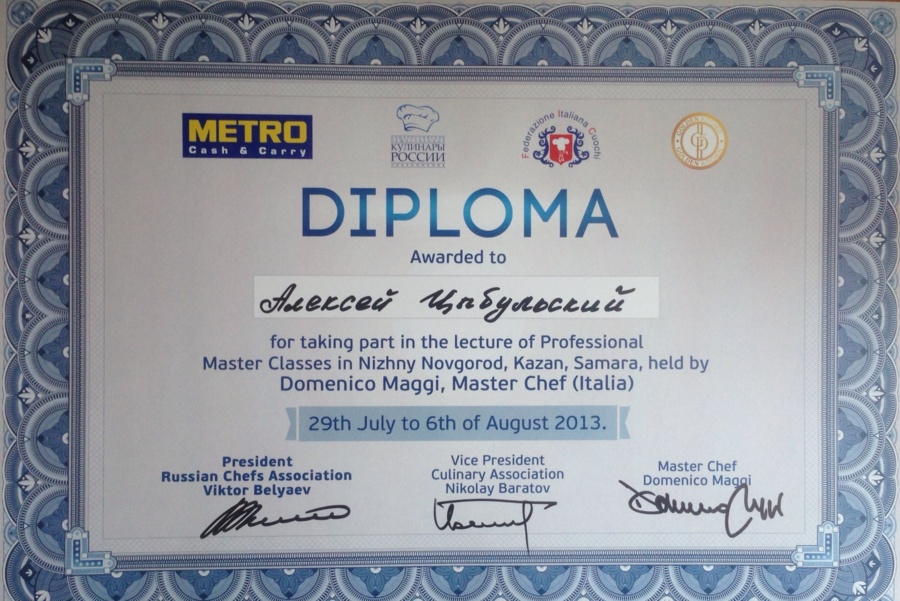 METRO
Cash & Carry
КУЛИНАРЫ
РОССИИ
Federazione Italiana Cuochi
DIPLOMA
Awarded to
Алексей Цыбульский
for taking part in the lecture of Professional
Master Classes in Nizhny Novgorod, Kazan, Samara, held by
Domenico Maggi, Master Chef (Italia)
29th July to 6th of August 2013.
President
Russian Chefs Association
Viktor Belyaev
Vice President
Culinary Association
Nikolay Baratov
Master Chef
Domenico Maggi